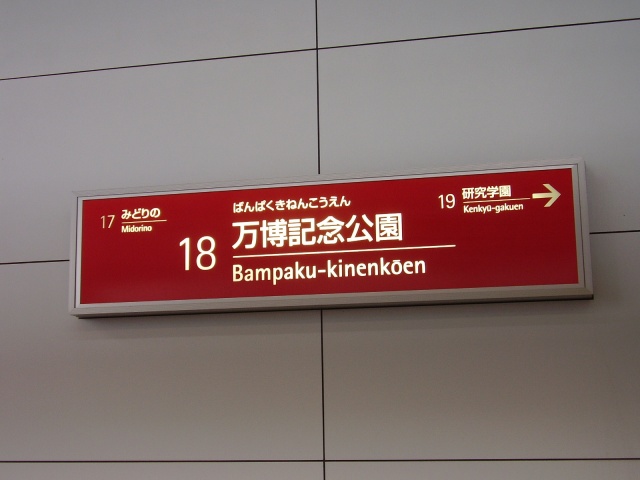 17 みどりの
Midorino
ばんぱくきねんこうえん
18 万博記念公園
Bampaku-kinenkōen
19 研究学園 →
Kenkyū-gakuen